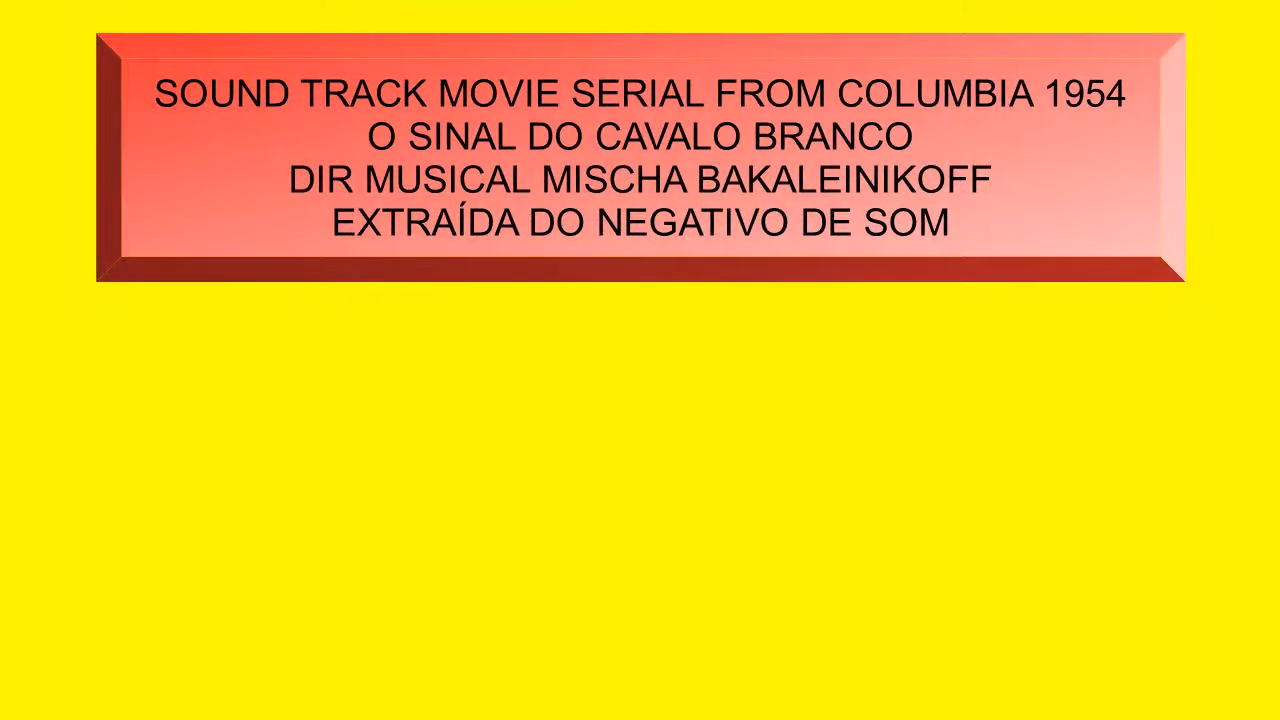 SOUND TRACK MOVIE SERIAL FROM COLUMBIA 1954
O SINAL DO CAVALO BRANCO
DIR MUSICAL MISCHA BAKALEINIKOFF
EXTRAÍDA DO NEGATIVO DE SOM